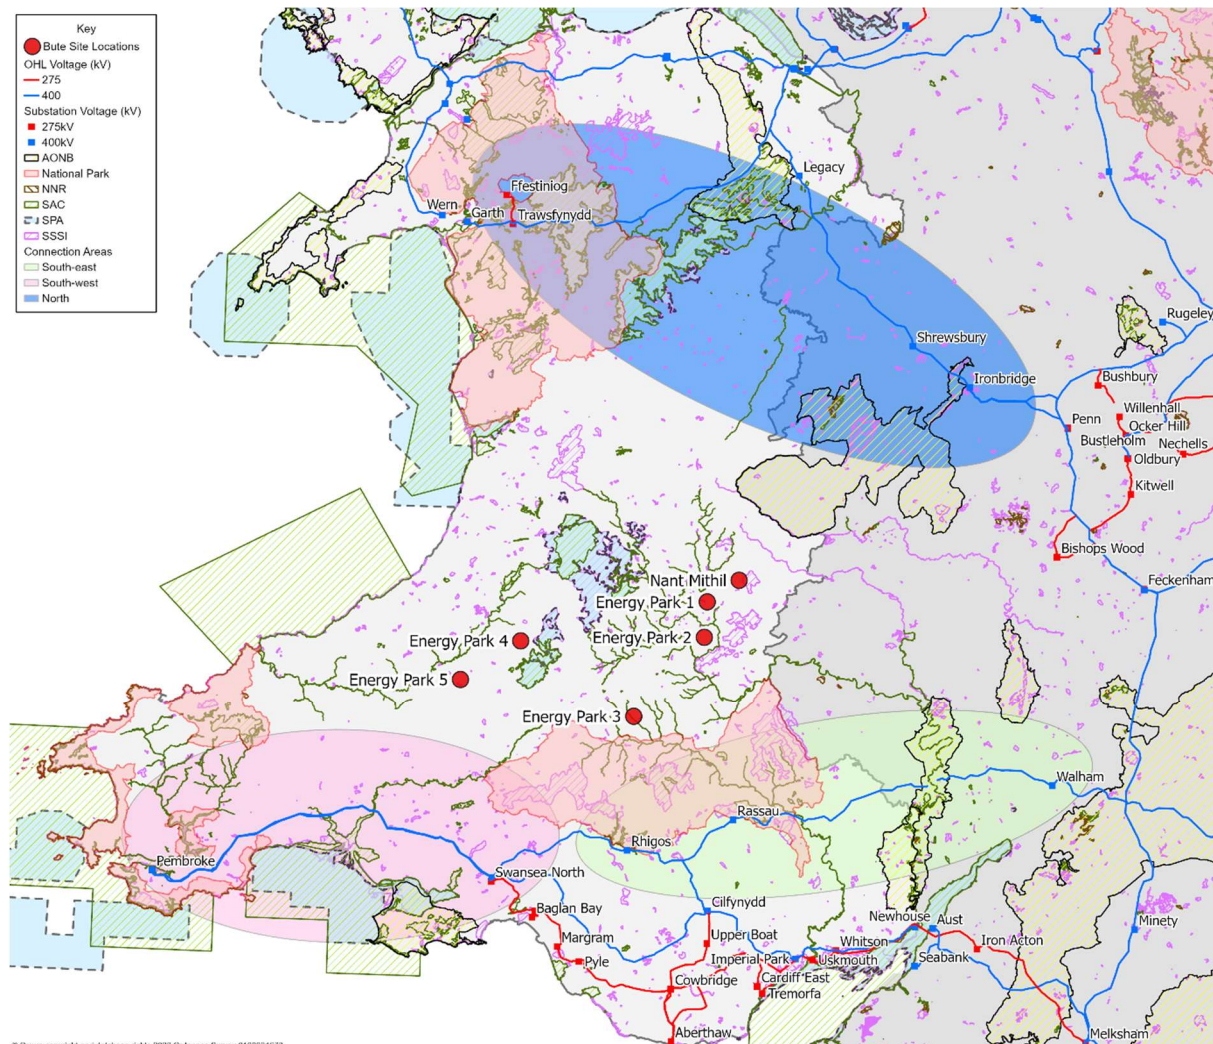 Key
Bute Site Locations
OHL Voltage (kV)
275
400
Substation Voltage (kV)
275kV
400kV
AONB
National Park
NNR
SAC
SPA
SSSI
Connection Areas
South-east
South-west
North
Legacy
Ffestiniog
Wern
Garth
Trawsfynydd
Rugeley
Shrewsbury
Ironbridge
Bushbury
Willenhall
Penn
Ocker Hill
Bustleholm
Nechells
Oldbury
Kitwell
Bishops Wood
Feckenham
Nant Mithil
Energy Park 1
Energy Park 2
Energy Park 4
Energy Park 5
Energy Park 3
Walham
Rassau
Rhigos
Pembroke
Swansea North
Baglan Bay
Cilfynydd
Newhouse
Aust
Minety
Margram
Upper Boat
Whitson
Iron Acton
Pyle
Imperial Park
Uskmouth
Seabank
Cowbridge
Cardiff East
Tremorfa
Aberthaw
Melksham